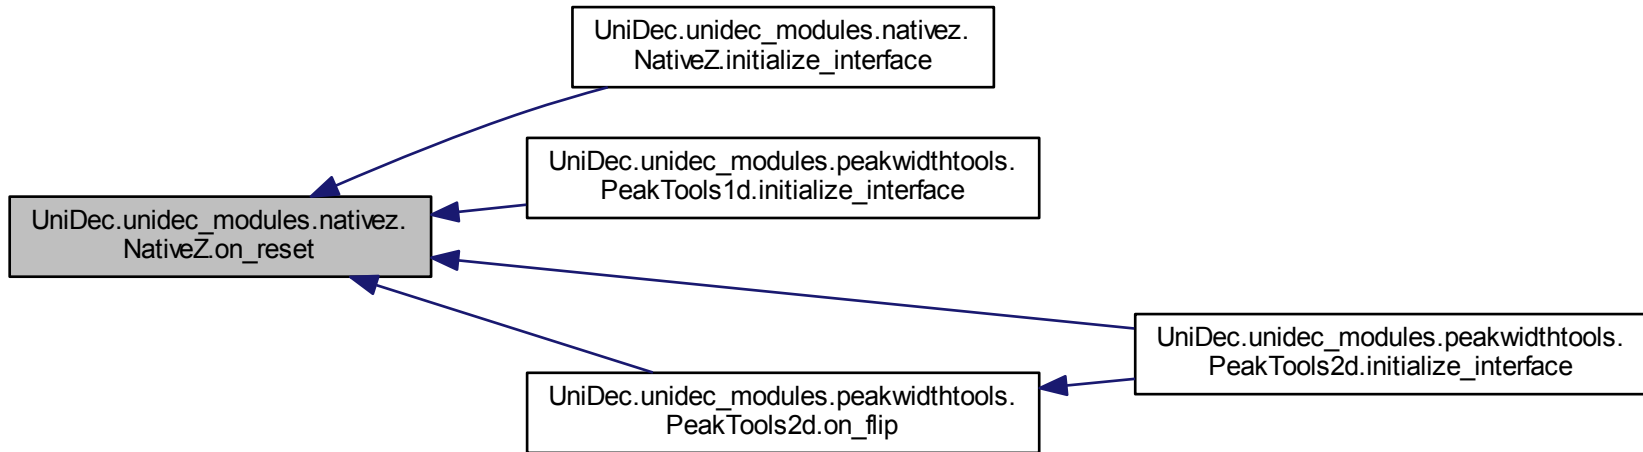 UniDec.unidec_modules.nativez.
NativeZ.initialize_interface
UniDec.unidec_modules.peakwidthtools.
PeakTools1d.initialize_interface
UniDec.unidec_modules.nativez.
NativeZ.on_reset
UniDec.unidec_modules.peakwidthtools.
PeakTools2d.initialize_interface
UniDec.unidec_modules.peakwidthtools.
PeakTools2d.on_flip